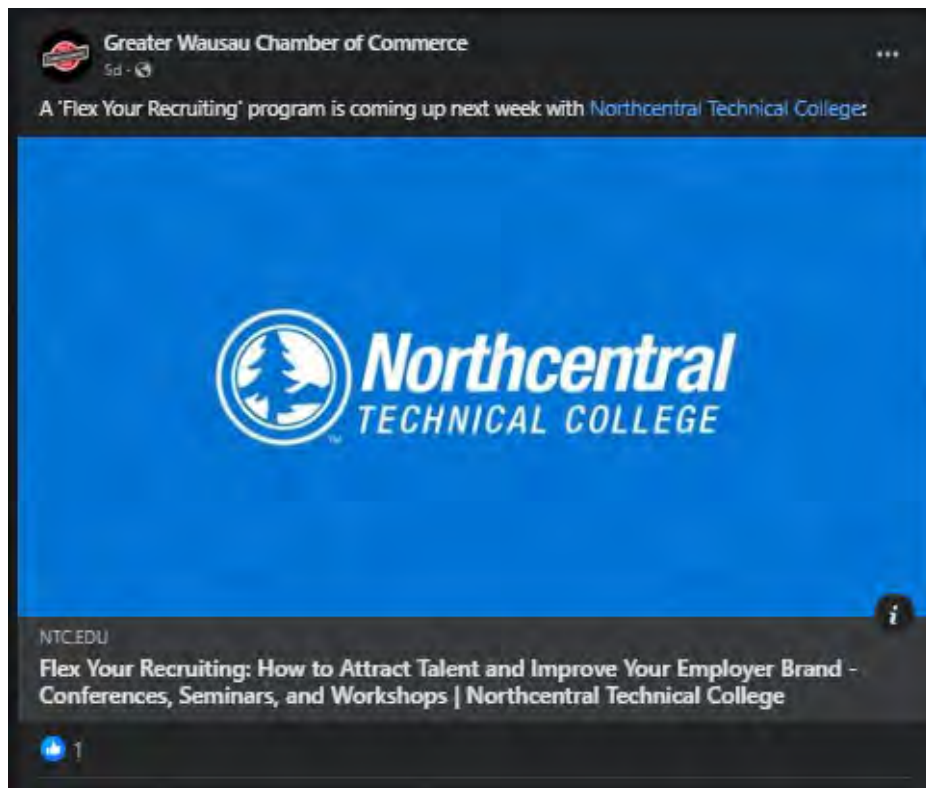 Greater Wausau Chamber of Commerce
5d ·
A 'Flex Your Recruiting' program is coming up next week with Northcentral Technical College:
Northcentral
TECHNICAL COLLEGE
TM
i
NTC.EDU
Flex Your Recruiting: How to Attract Talent and Improve Your Employer Brand -
Conferences, Seminars, and Workshops | Northcentral Technical College
1